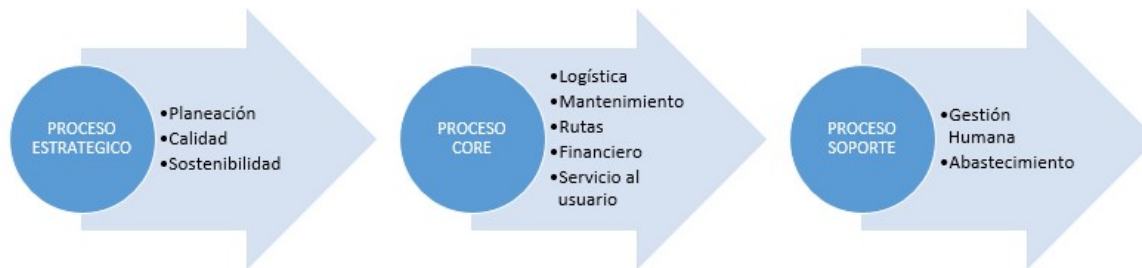 PROCESO
ESTRATEGICO
•Planeación
•Calidad
•Sostenibilidad
PROCESO
CORE
•Logística
•Mantenimiento
•Rutas
•Financiero
•Servicio al
usuario
PROCESO
SOPORTE
•Gestión
Humana
•Abastecimiento